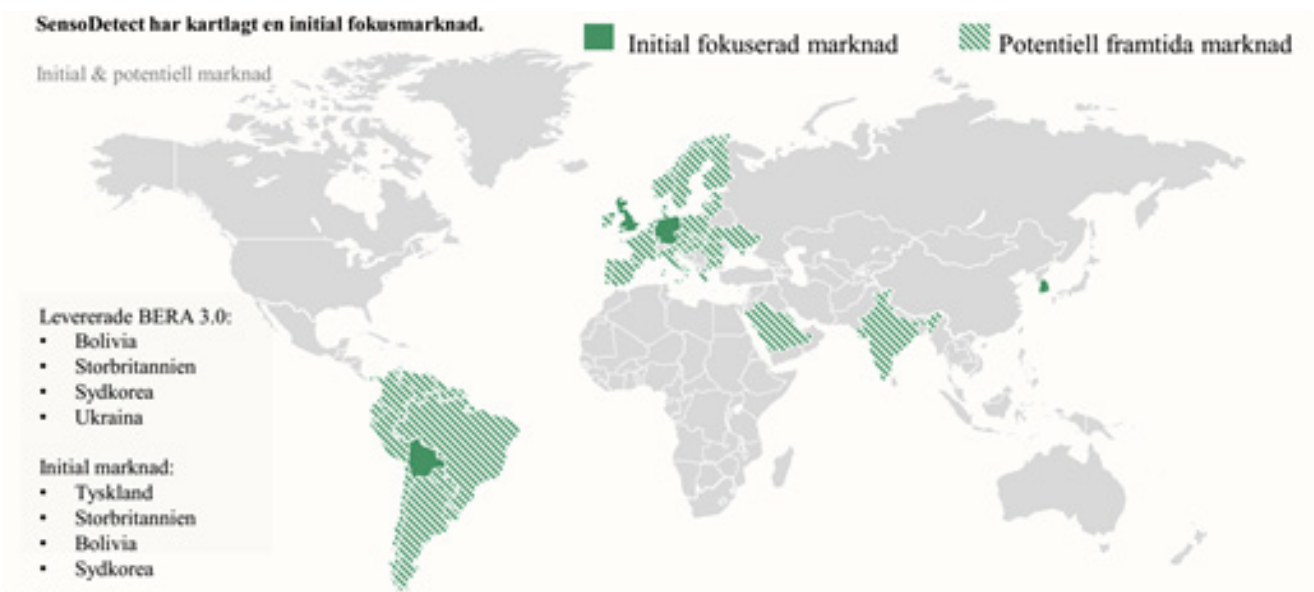 SensoDetect har kartlagt en initial fokusmarknad.
Initial fokuserad marknad
Potentiell framtida marknad
Initial & potentiell marknad
Levererade BERA 3.0:
• Bolivia
• Storbritannien
• Sydkorea
• Ukraina
Initial marknad:
• Tyskland
• Storbritannien
• Bolivia
• Sydkorea